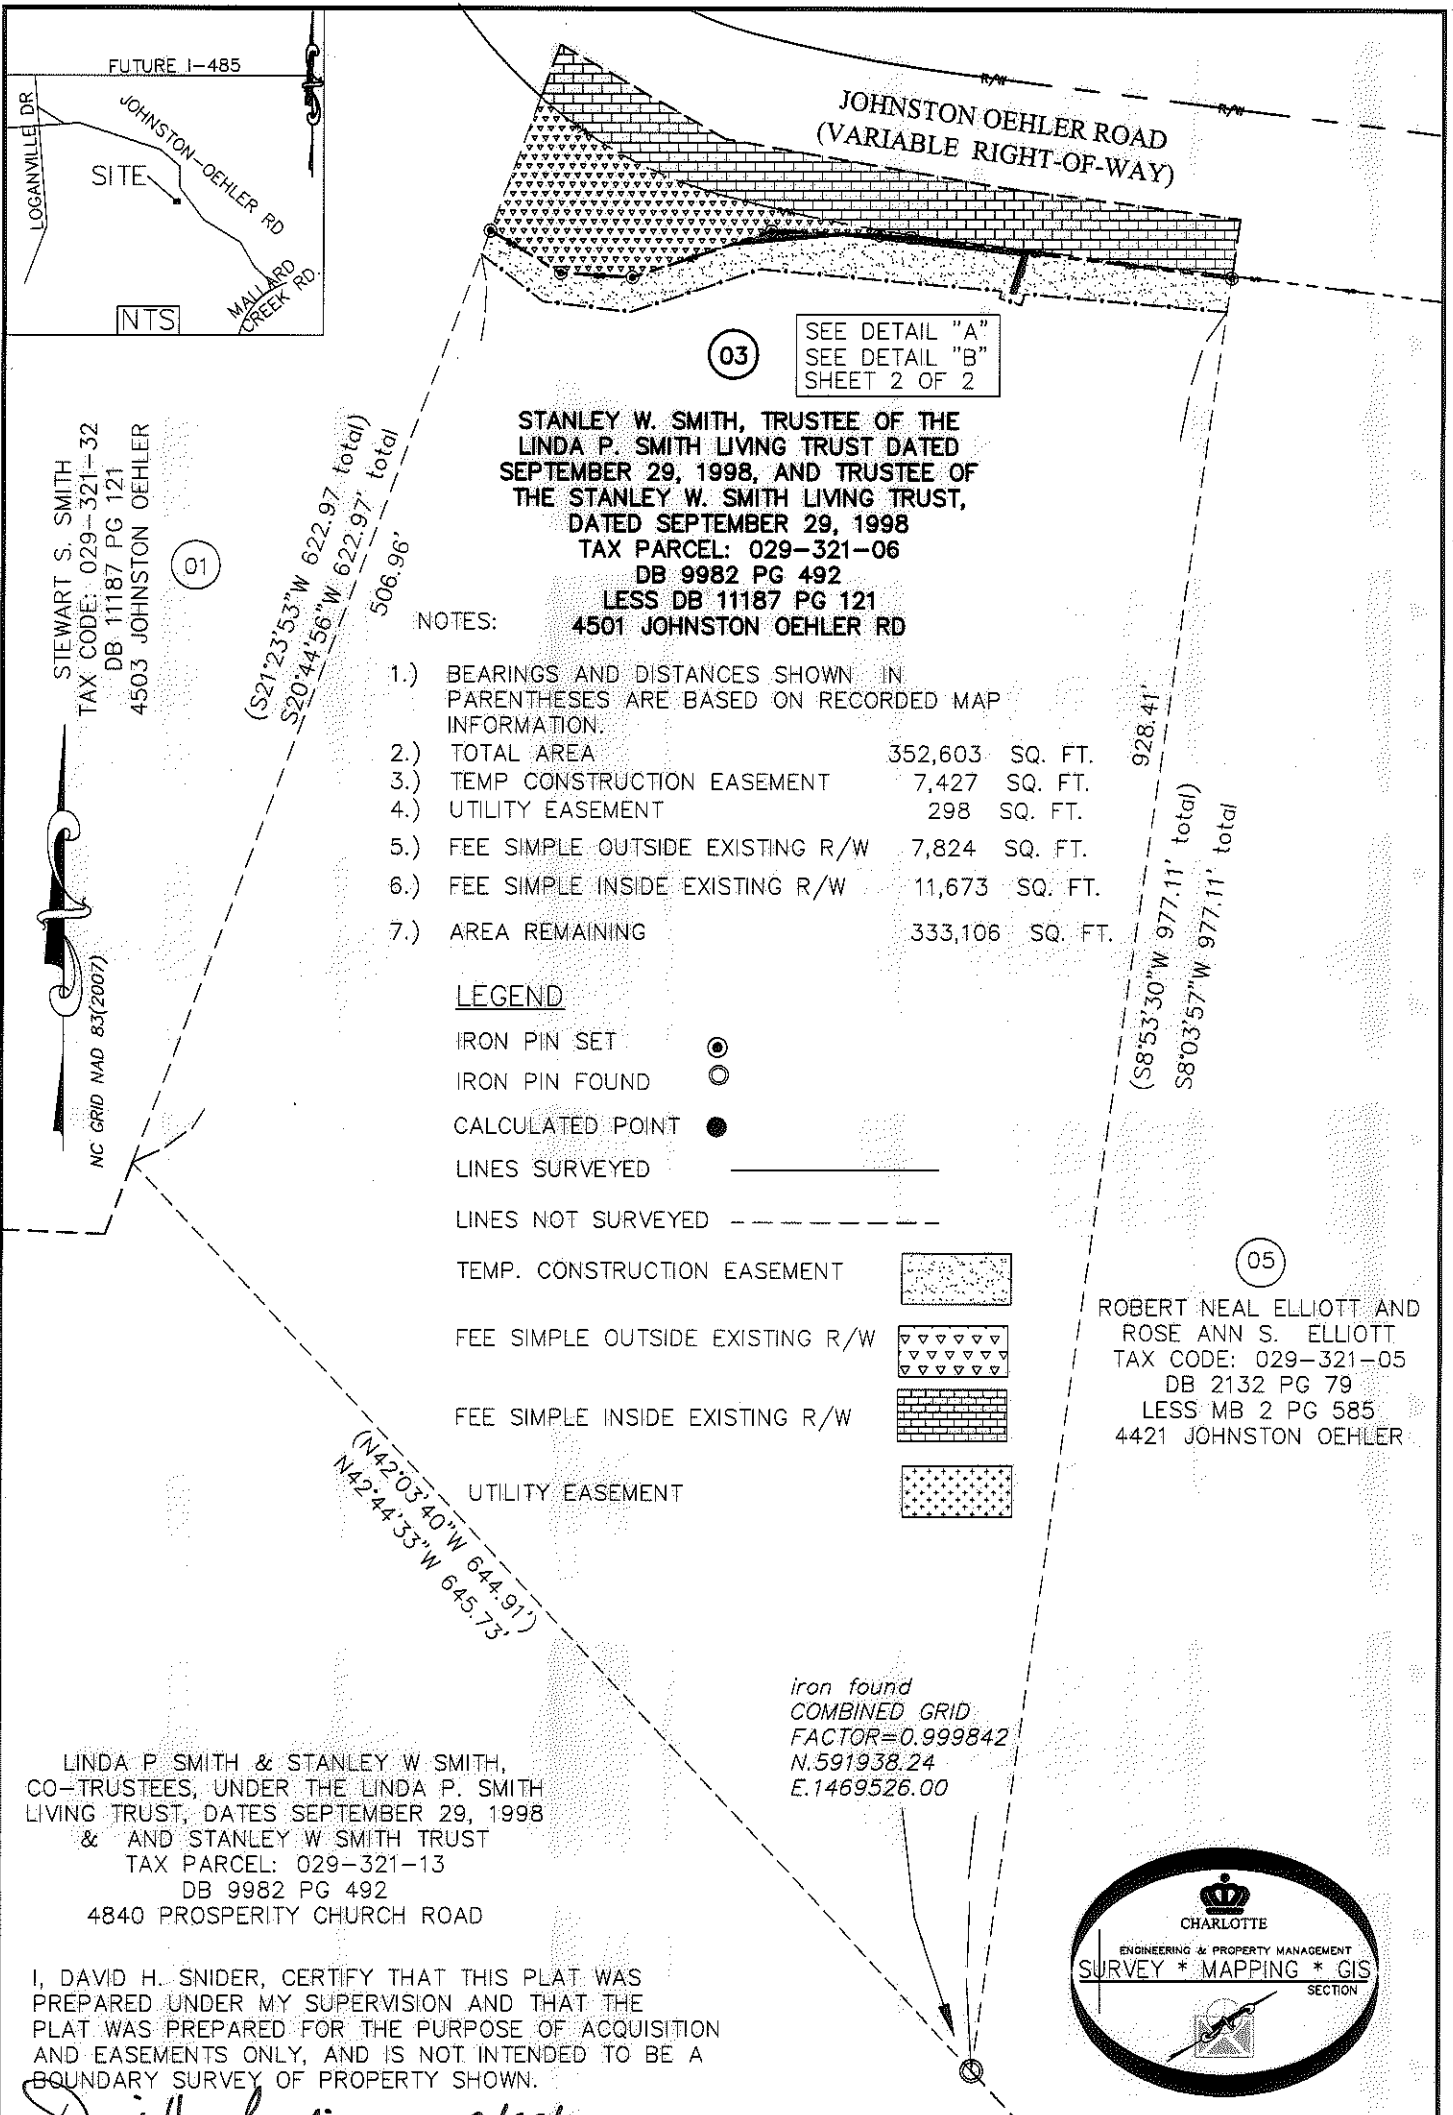 FUTURE I-485
LOGANVILLE DR
JOHNSTON-OEHLER RD
SITE
MALLARD
CREEK RD.
NTS
R/W
R/W
JOHNSTON OEHLER ROAD
(VARIABLE RIGHT-OF-WAY)
03
SEE DETAIL "A"
SEE DETAIL "B"
SHEET 2 OF 2
STANLEY W. SMITH, TRUSTEE OF THE
LINDA P. SMITH LIVING TRUST DATED
SEPTEMBER 29, 1998, AND TRUSTEE OF
THE STANLEY W. SMITH LIVING TRUST,
DATED SEPTEMBER 29, 1998
TAX PARCEL: 029-321-06
DB 9982 PG 492
LESS DB 11187 PG 121
4501 JOHNSTON OEHLER RD
STEWART S. SMITH
TAX CODE: 029-321-32
DB 11187 PG 121
4503 JOHNSTON OEHLER
01
(S21°23'53"W 622.97 total)
S20°44'56"W 622.97' total
506.96'
NOTES:
1.) BEARINGS AND DISTANCES SHOWN IN
PARENTHESES ARE BASED ON RECORDED MAP
INFORMATION.
2.) TOTAL AREA 352,603 SQ. FT.
3.) TEMP CONSTRUCTION EASEMENT 7,427 SQ. FT.
4.) UTILITY EASEMENT 298 SQ. FT.
5.) FEE SIMPLE OUTSIDE EXISTING R/W 7,824 SQ. FT.
6.) FEE SIMPLE INSIDE EXISTING R/W 11,673 SQ. FT.
7.) AREA REMAINING 333,106 SQ. FT.
928.41'
(S8°53'30"W 977.11' total)
S8°03'57"W 977.11' total
NC GRID NAD 83(2007)
LEGEND
IRON PIN SET
IRON PIN FOUND
CALCULATED POINT
LINES SURVEYED
LINES NOT SURVEYED
TEMP. CONSTRUCTION EASEMENT
FEE SIMPLE OUTSIDE EXISTING R/W
FEE SIMPLE INSIDE EXISTING R/W
UTILITY EASEMENT
05
ROBERT NEAL ELLIOTT AND
ROSE ANN S. ELLIOTT
TAX CODE: 029-321-05
DB 2132 PG 79
LESS MB 2 PG 585
4421 JOHNSTON OEHLER
(N42°03'40"W 644.91')
N42°44'33"W 645.73'
iron found
COMBINED GRID
FACTOR=0.999842
N.591938.24
E.1469526.00
LINDA P SMITH & STANLEY W SMITH,
CO-TRUSTEES, UNDER THE LINDA P. SMITH
LIVING TRUST, DATES SEPTEMBER 29, 1998
& AND STANLEY W SMITH TRUST
TAX PARCEL: 029-321-13
DB 9982 PG 492
4840 PROSPERITY CHURCH ROAD
I, DAVID H. SNIDER, CERTIFY THAT THIS PLAT WAS
PREPARED UNDER MY SUPERVISION AND THAT THE
PLAT WAS PREPARED FOR THE PURPOSE OF ACQUISITION
AND EASEMENTS ONLY, AND IS NOT INTENDED TO BE A
BOUNDARY SURVEY OF PROPERTY SHOWN.
CHARLOTTE
ENGINEERING & PROPERTY MANAGEMENT
SURVEY * MAPPING * GIS
SECTION